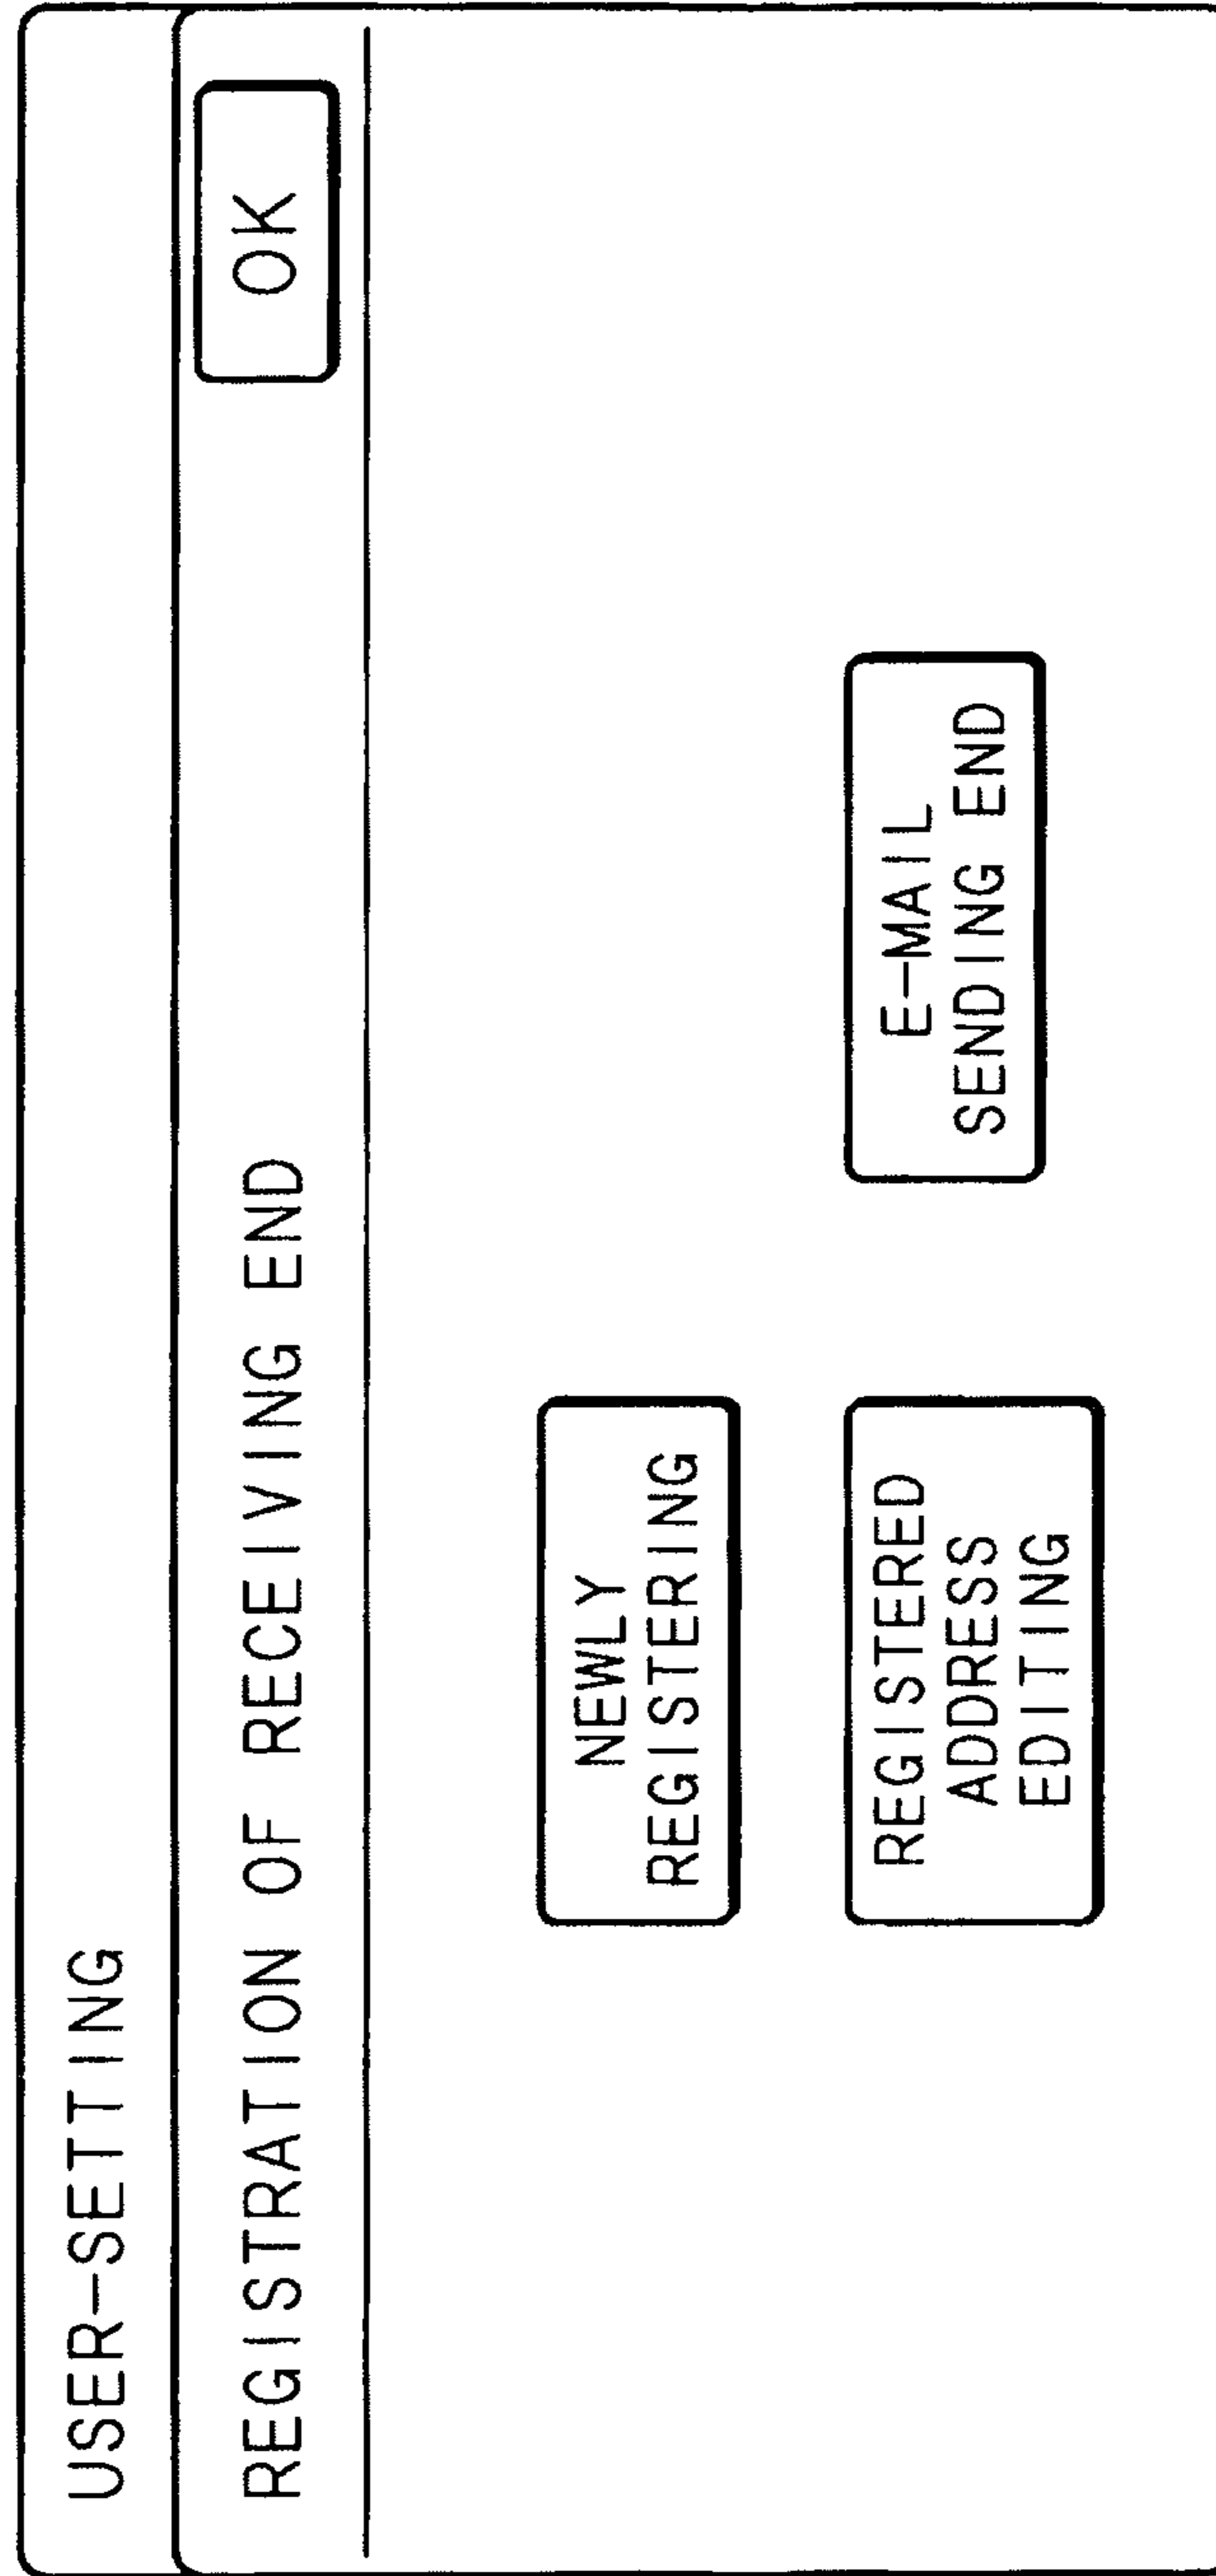 USER-SETTING
REGISTRATION OF RECEIVING END
OK
NEWLY
REGISTERING
REGISTERED
ADDRESS
EDITING
E-MAIL
SENDING END